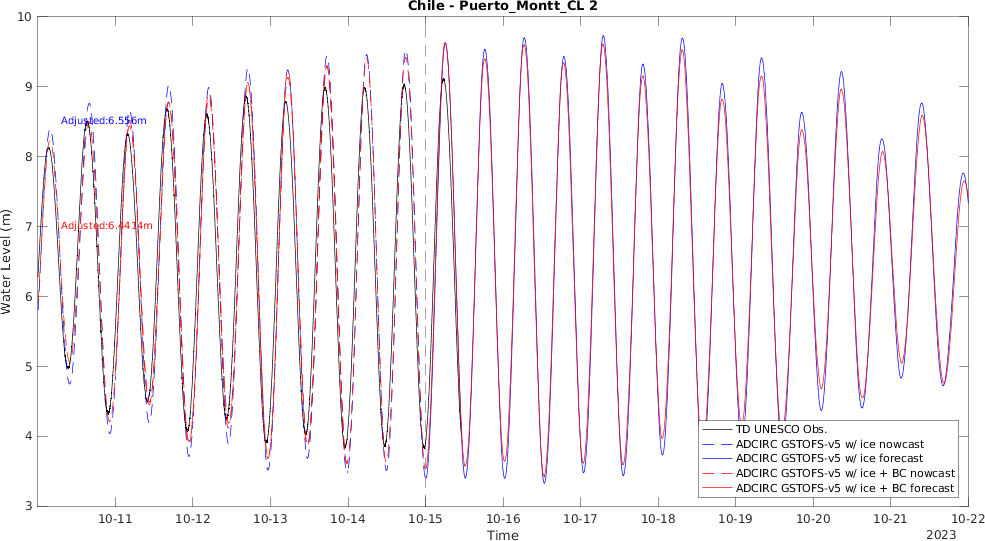 Chile - Puerto_Montt_CL 2
10
9
8
7
6
5
4
3
Water Level (m)
Adjusted:6.556m
Adjusted:6.4414m
TD UNESCO Obs.
ADCIRC GSTOFS-v5 w/ ice nowcast
ADCIRC GSTOFS-v5 w/ ice forecast
ADCIRC GSTOFS-v5 w/ ice + BC nowcast
ADCIRC GSTOFS-v5 w/ ice + BC forecast
10-11 10-12 10-13 10-14 10-15 10-16 10-17 10-18 10-19 10-20 10-21 10-22
Time
2023